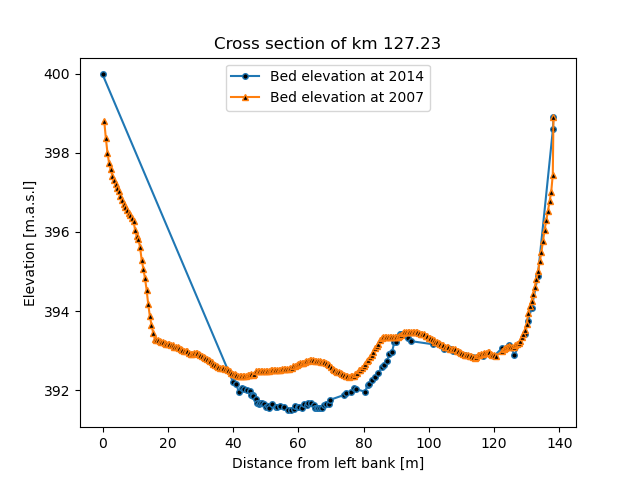 Cross section of km 127.23
Bed elevation at 2014
Bed elevation at 2007
Elevation [m.a.s.l]
400
398
396
394
392
0 20 40 60 80 100 120 140
Distance from left bank [m]